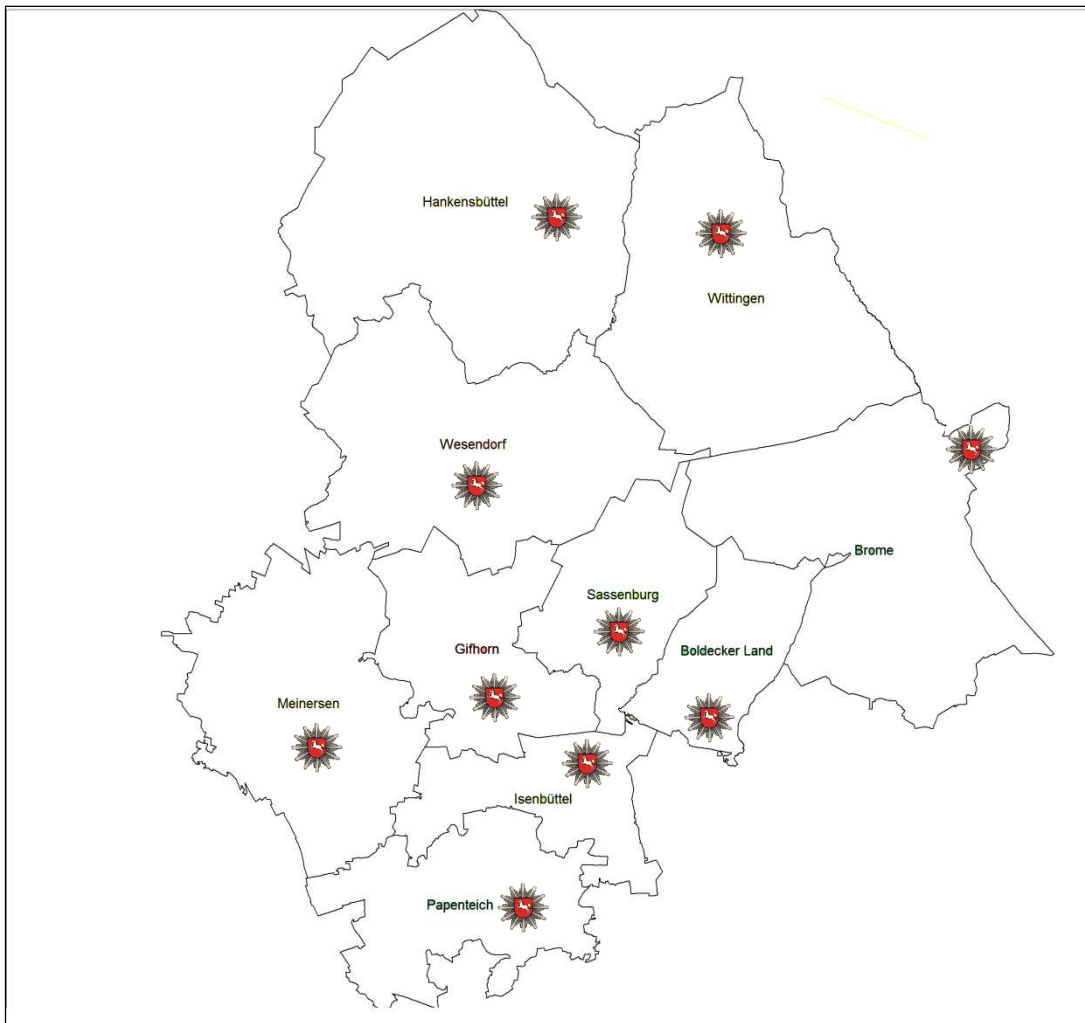 Hankensbüttel
Wittingen
Wesendorf
Brome
Sassenburg
Gifhorn
Boldecker Land
Meinersen
Isenbüttel
Papenteich